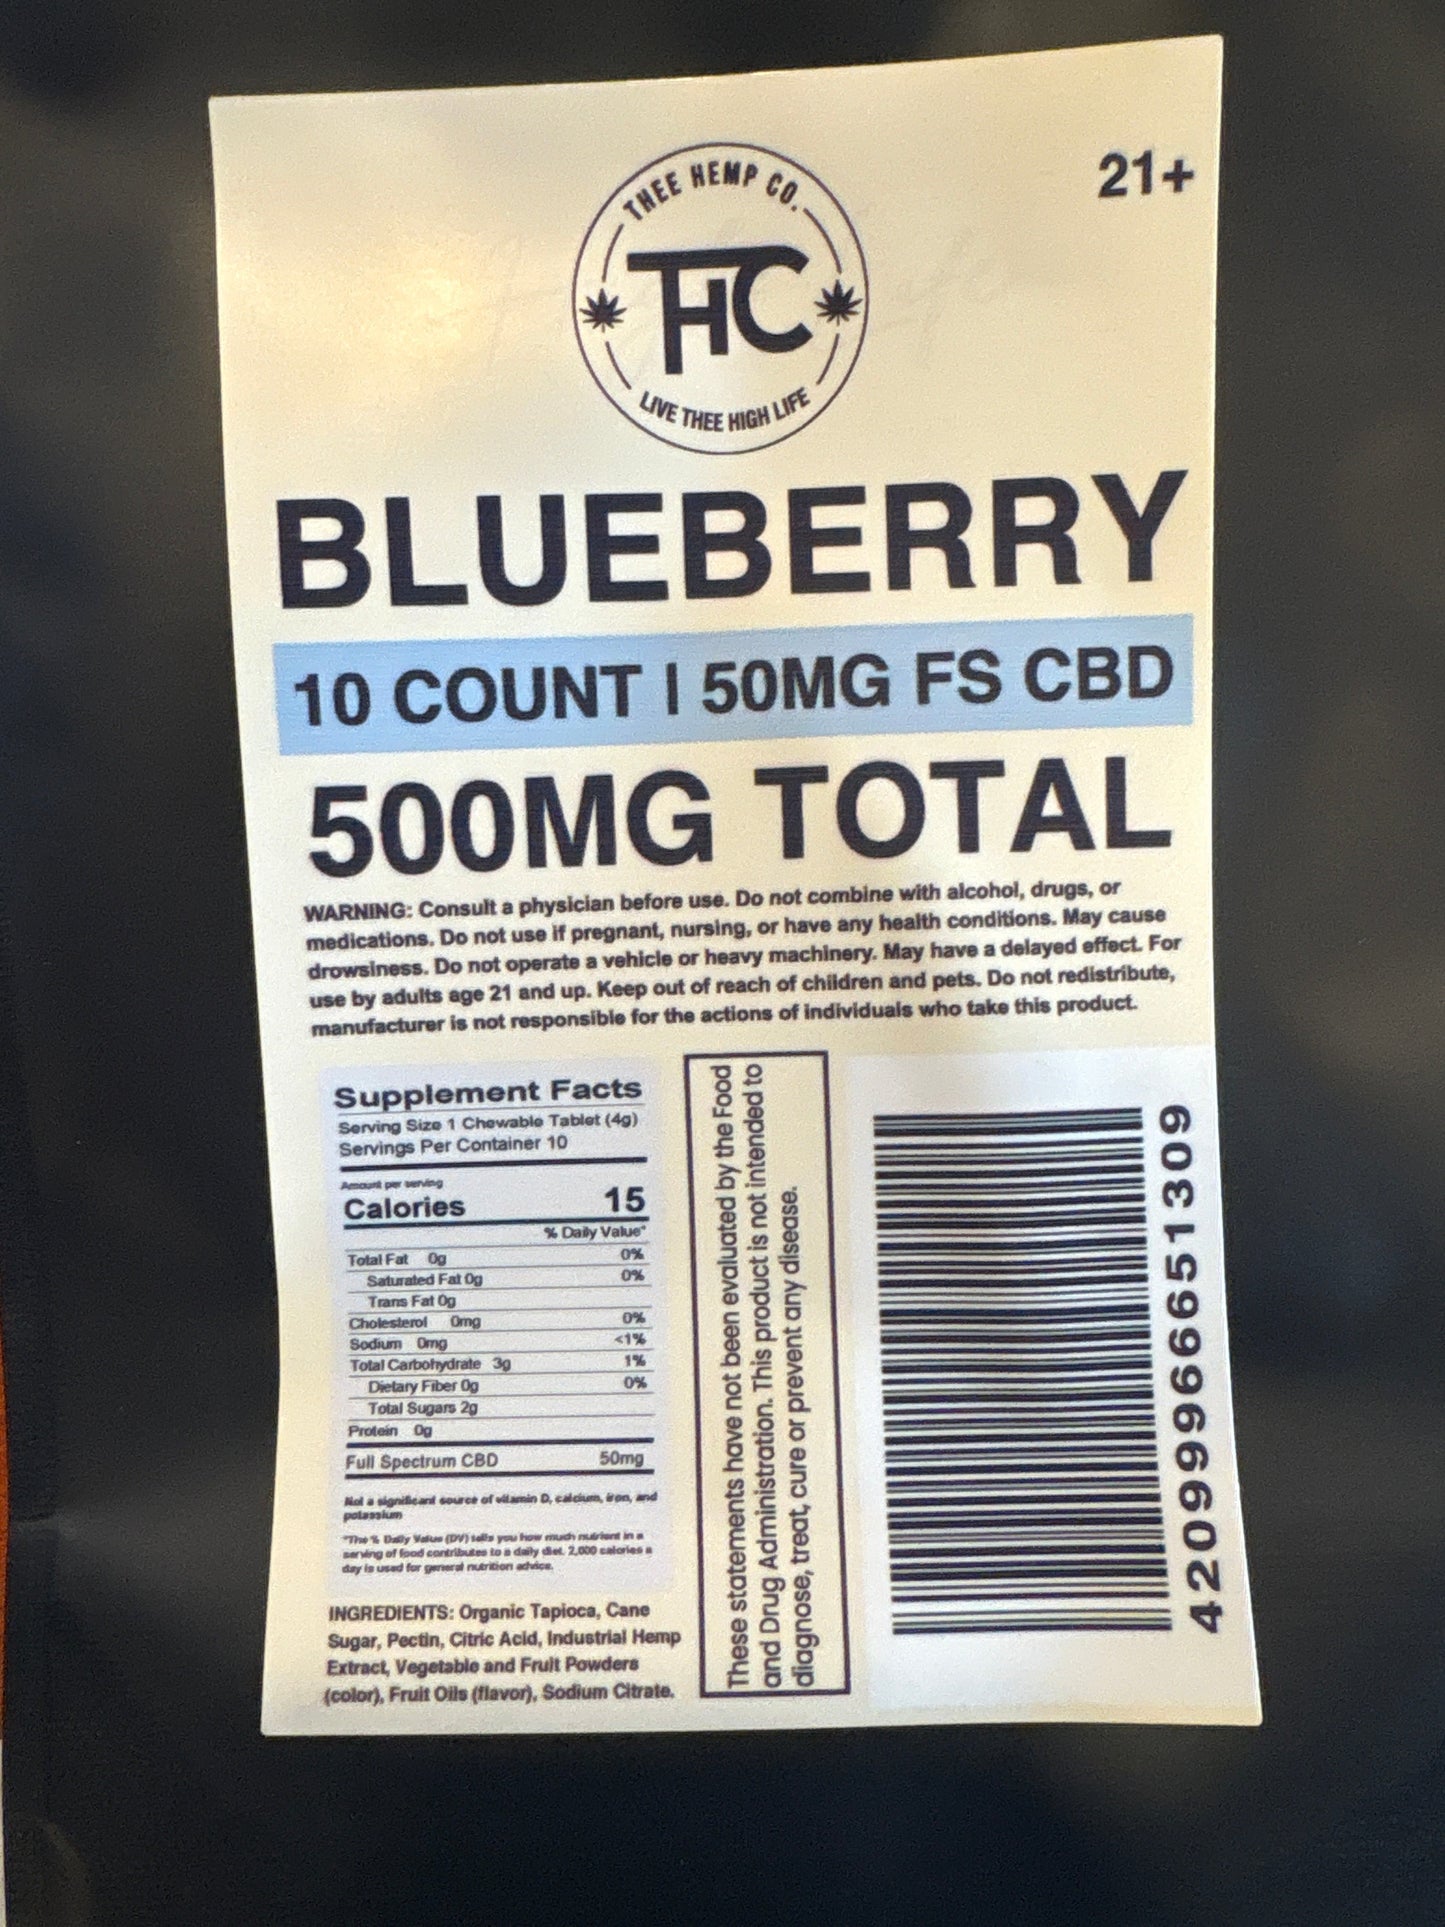 THEE HEMP CO.
THC
LIVE THEE HIGH LIFE
21+
BLUEBERRY
10 COUNT | 50MG FS CBD
500MG TOTAL
WARNING: Consult a physician before use. Do not combine with alcohol, drugs, or
medications. Do not use if pregnant, nursing, or have any health conditions. May cause
drowsiness. Do not operate a vehicle or heavy machinery. May have a delayed effect. For
use by adults age 21 and up. Keep out of reach of children and pets. Do not redistribute,
manufacturer is not responsible for the actions of individuals who take this product.
Supplement Facts
Serving Size 1 Chewable Tablet (4g)
Servings Per Container 10
Amount per serving
Calories 15
% Daily Value*
Total Fat 0g 0%
Saturated Fat 0g 0%
Trans Fat 0g
Cholesterol 0mg 0%
Sodium 0mg <1%
Total Carbohydrate 3g 1%
Dietary Fiber 0g 0%
Total Sugars 2g
Protein 0g
Full Spectrum CBD 50mg
Not a significant source of vitamin D, calcium, iron, and
potassium
*The % Daily Value (DV) tells you how much nutrient in a
serving of food contributes to a daily diet. 2,000 calories a
day is used for general nutrition advice.
INGREDIENTS: Organic Tapioca, Cane
Sugar, Pectin, Citric Acid, Industrial Hemp
Extract, Vegetable and Fruit Powders
(color), Fruit Oils (flavor), Sodium Citrate.
These statements have not been evaluated by the Food
and Drug Administration. This product is not intended to
diagnose, treat, cure or prevent any disease.
4209996651309